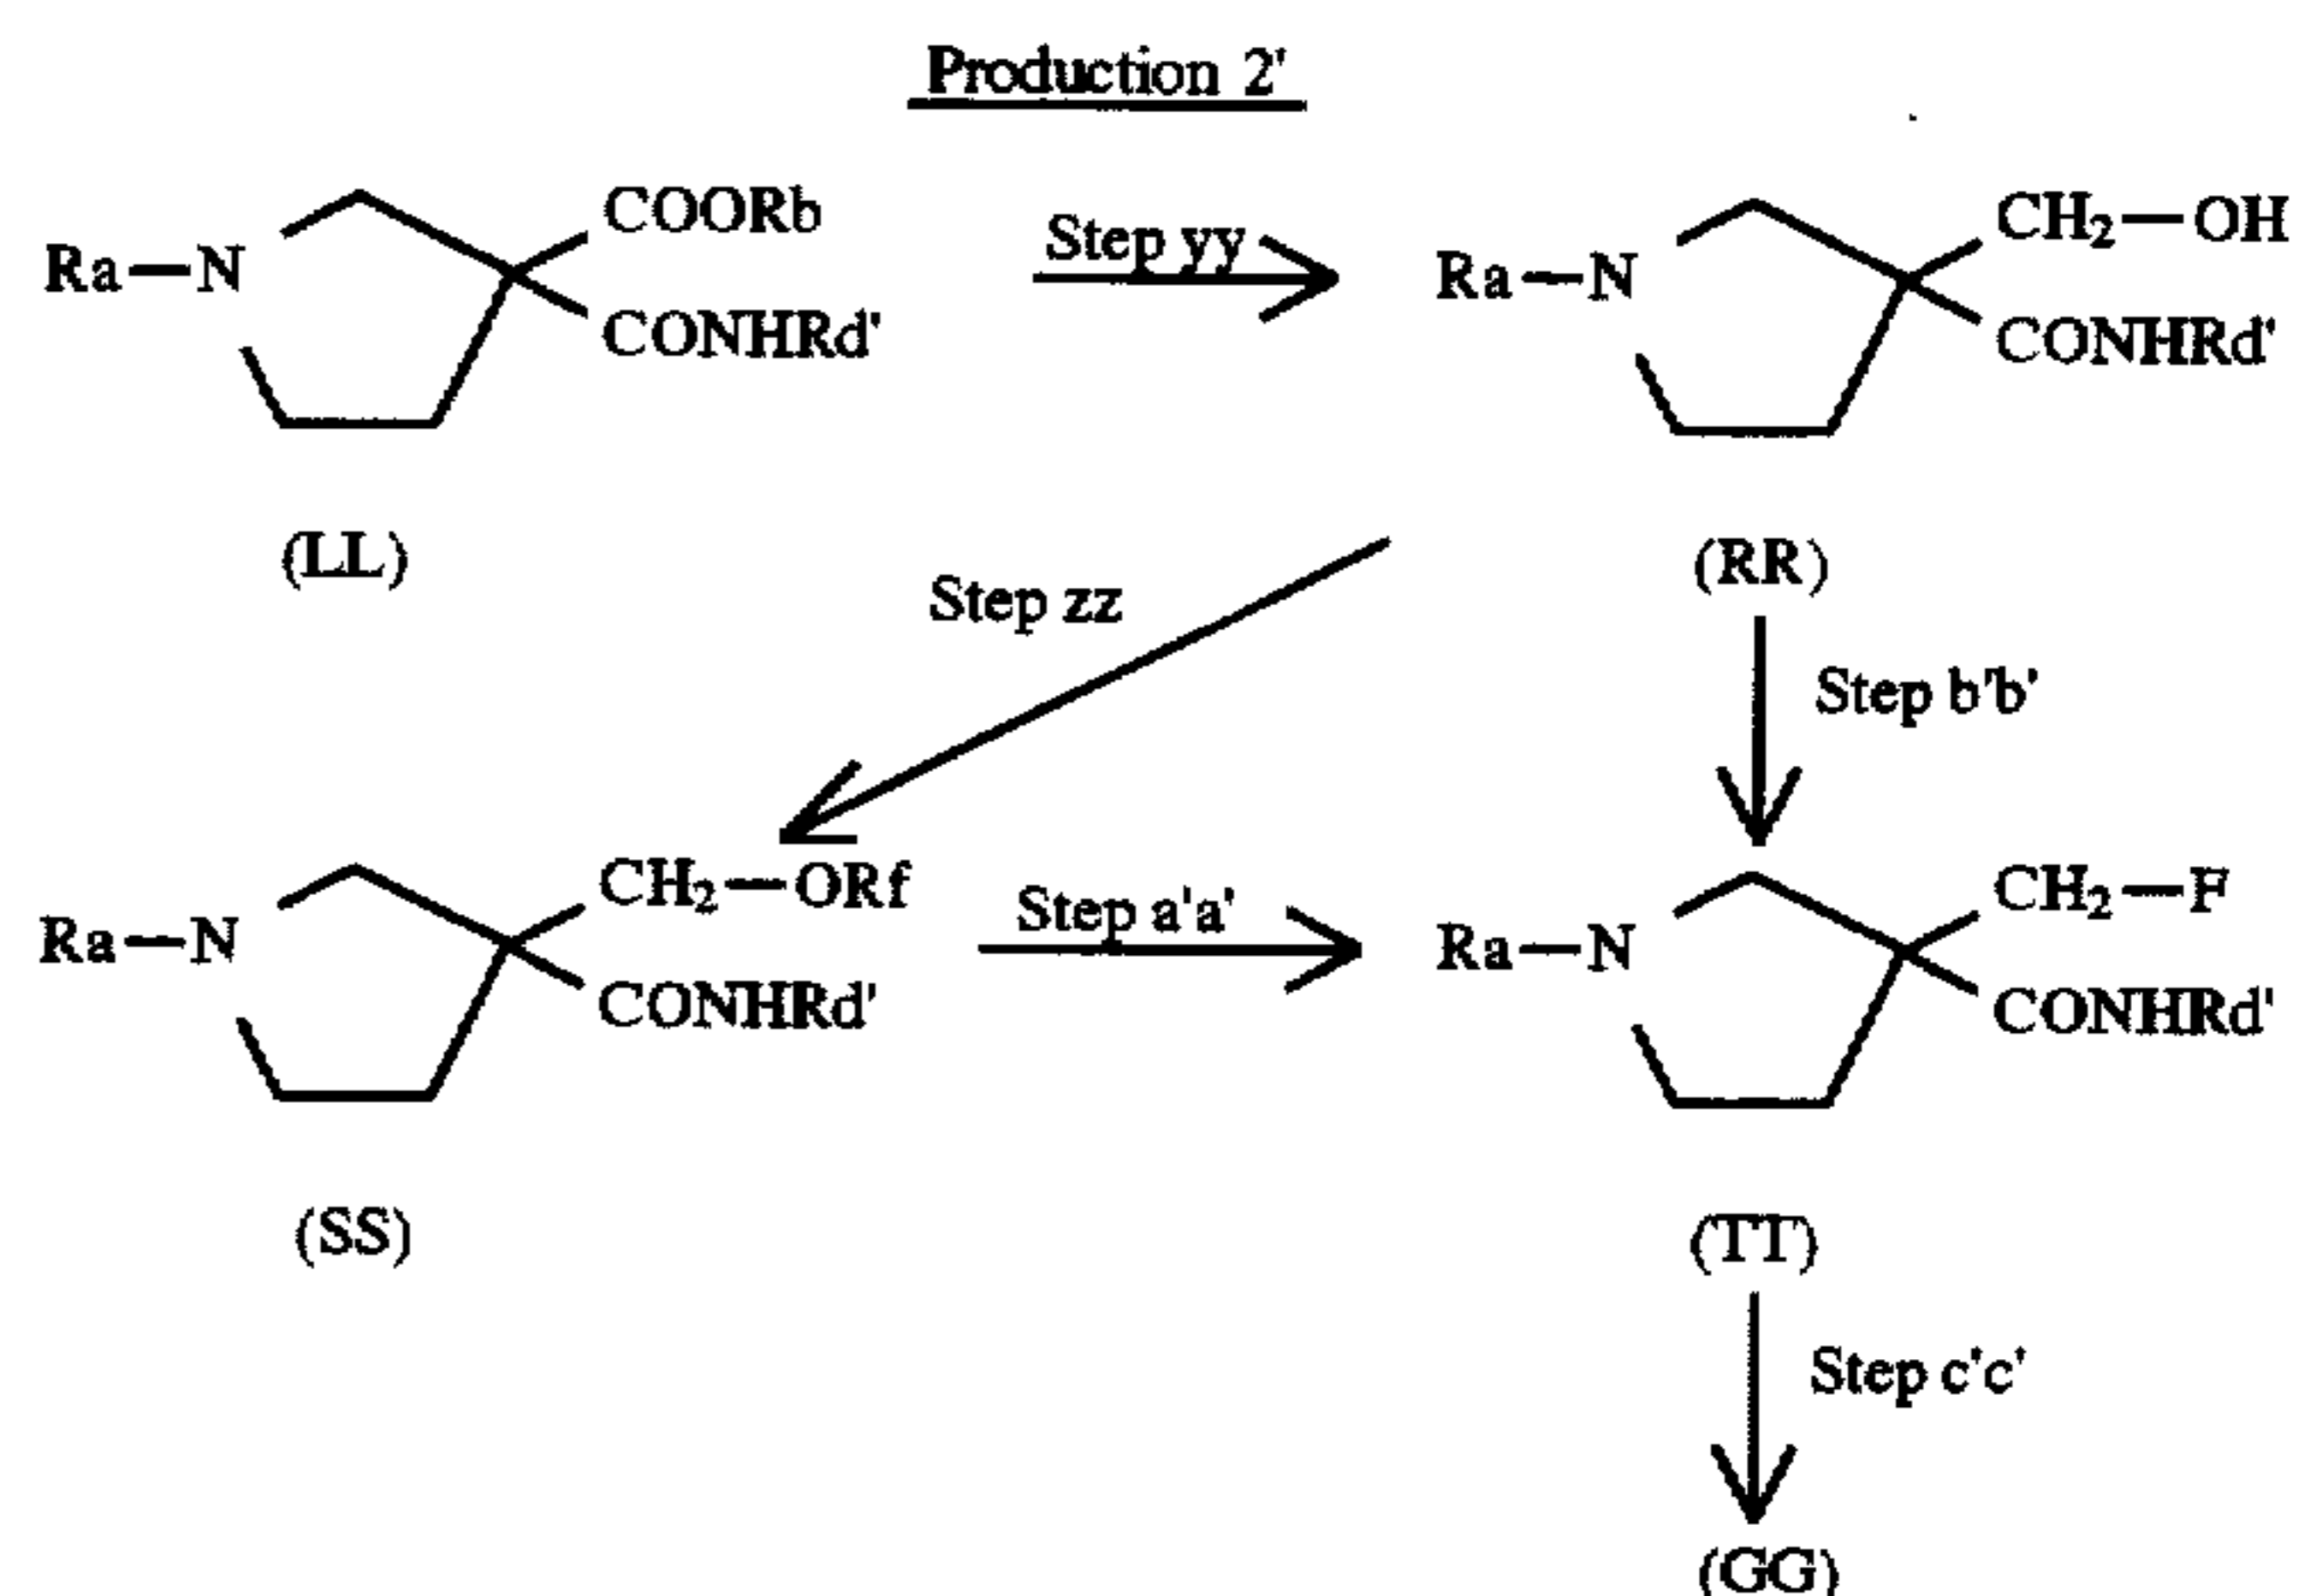 Production 2'
COORb
Ra—N
CONHRd'
(LL)
Step yy
CH₂—OH
Ra—N
CONHRd'
(RR)
Step zz
Step b'b'
CH₂—ORf
Ra—N
CONHRd'
(SS)
Step a'a'
CH₂—F
Ra—N
CONHRd'
(TT)
Step c'c'
(GG)